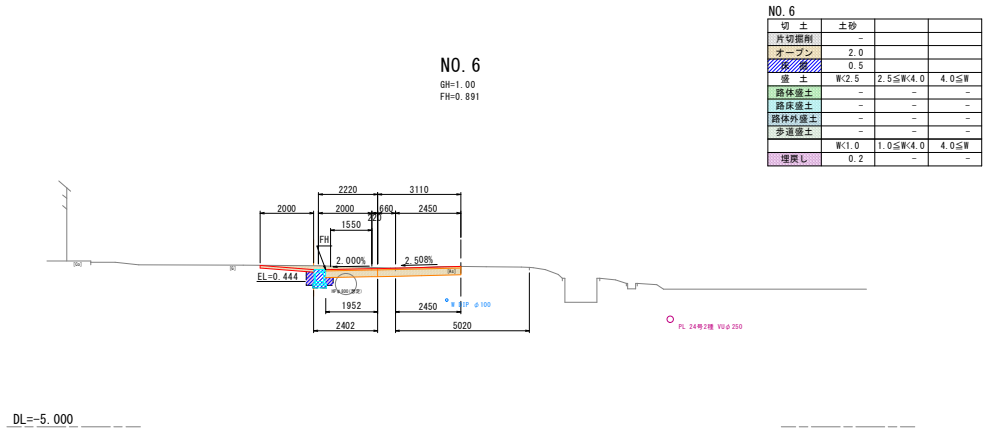 NO.6
切 土 土砂
片切掘削 -
オープン 2.0
床 掘 0.5
盛 土 W<2.5 2.5≦W<4.0 4.0≦W
路体盛土 - - -
路床盛土 - - -
路体外盛土 - - -
歩道盛土 - - -
W<1.0 1.0≦W<4.0 4.0≦W
埋戻し 0.2 - -
NO.6
GH=1.00
FH=0.891
2220 3110
2000 2000 660 2450
220
1550
FH
2.000% 2.508%
[Co]
[G]
[As]
EL=0.444
W DIP φ100
1952 2450
2402 5020
PL 24号2種 VUφ250
DL=-5.000